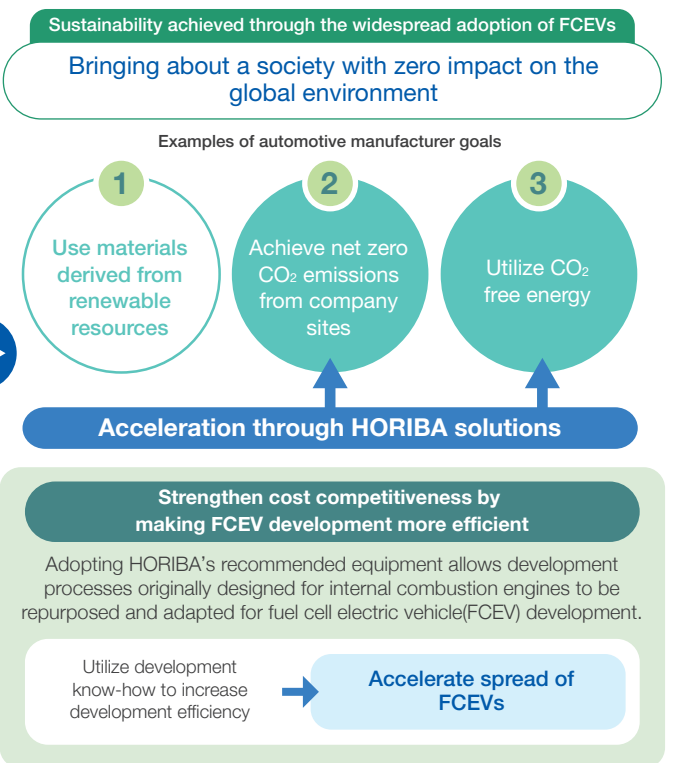 Sustainability achieved through the widespread adoption of FCEVs
Bringing about a society with zero impact on the
global environment
Examples of automotive manufacturer goals
1
Use materials
derived from
renewable
resources
2
Achieve net zero
CO₂ emissions
from company
sites
3
Utilize CO₂
free energy
Acceleration through HORIBA solutions
Strengthen cost competitiveness by
making FCEV development more efficient
Adopting HORIBA's recommended equipment allows development
processes originally designed for internal combustion engines to be
repurposed and adapted for fuel cell electric vehicle(FCEV) development.
Utilize development
know-how to increase
development efficiency
Accelerate spread of
FCEVs